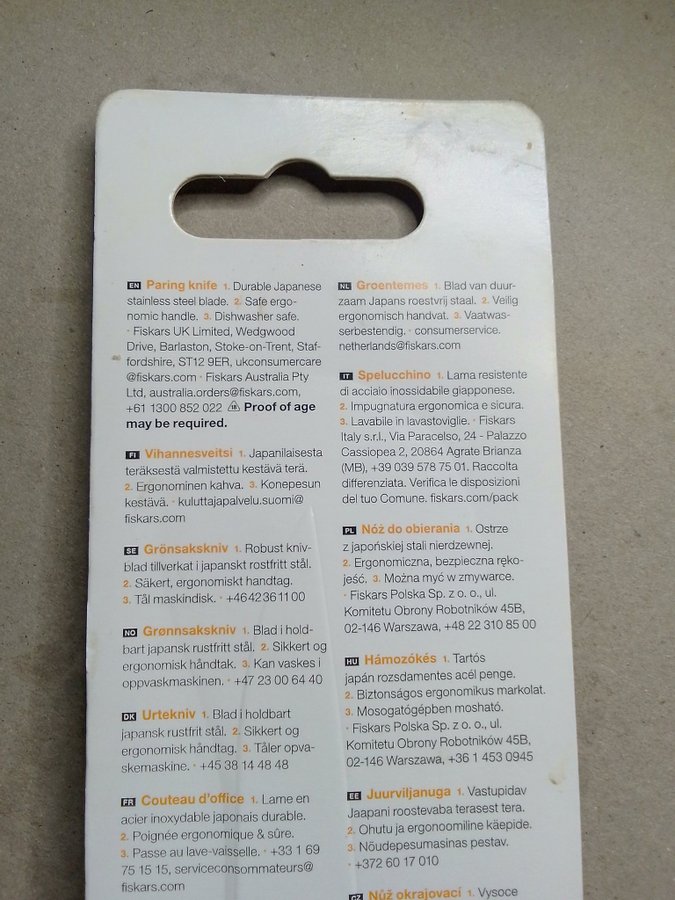 EN Paring knife 1. Durable Japanese
stainless steel blade. 2. Safe ergo-
nomic handle. 3. Dishwasher safe.
· Fiskars UK Limited, Wedgwood
Drive, Barlaston, Stoke-on-Trent, Staf-
fordshire, ST12 9ER, ukconsumercare
@fiskars.com · Fiskars Australia Pty
Ltd, australia.orders@fiskars.com,
+61 1300 852 022 Proof of age
may be required.
FI Vihannesveitsi 1. Japanilaisesta
teräksestä valmistettu kestävä terä.
2. Ergonominen kahva. 3. Konepesun
kestävä. · kuluttajapalvelu.suomi@
fiskars.com
SE Grönsakskniv 1. Robust kniv-
blad tillverkat i japanskt rostfritt stål.
2. Säkert, ergonomiskt handtag.
3. Tål maskindisk. · +46 42 36 11 00
NO Grønnsakskniv 1. Blad i hold-
bart japansk rustfritt stål. 2. Sikkert og
ergonomisk håndtak. 3. Kan vaskes i
oppvaskmaskinen. · +47 23 00 64 40
DK Urtekniv 1. Blad i holdbart
japansk rustfrit stål. 2. Sikkert og
ergonomisk håndtag. 3. Tåler opva-
skemaskine. · +45 38 14 48 48
FR Couteau d'office 1. Lame en
acier inoxydable japonais durable.
2. Poignée ergonomique & sûre.
3. Passe au lave-vaisselle. · +33 1 69
75 15 15, serviceconsommateurs@
fiskars.com
NL Groentemes 1. Blad van duur-
zaam Japans roestvrij staal. 2. Veilig
ergonomisch handvat. 3. Vaatwas-
serbestendig. · consumerservice.
netherlands@fiskars.com
IT Spelucchino 1. Lama resistente
di acciaio inossidabile giapponese.
2. Impugnatura ergonomica e sicura.
3. Lavabile in lavastoviglie. · Fiskars
Italy s.r.l., Via Paracelso, 24 - Palazzo
Cassiopea 2, 20864 Agrate Brianza
(MB), +39 039 578 75 01. Raccolta
differenziata. Verifica le disposizioni
del tuo Comune. fiskars.com/pack
PL Nóż do obierania 1. Ostrze
z japońskiej stali nierdzewnej.
2. Ergonomiczna, bezpieczna ręko-
jeść. 3. Można myć w zmywarce.
· Fiskars Polska Sp. z o. o., ul.
Komitetu Obrony Robotników 45B,
02-146 Warszawa, +48 22 310 85 00
HU Hámozókés 1. Tartós
japán rozsdamentes acél penge.
2. Biztonságos ergonomikus markolat.
3. Mosogatógépben mosható.
· Fiskars Polska Sp. z o. o., ul.
Komitetu Obrony Robotników 45B,
02-146 Warszawa, +36 1 453 0945
EE Juurviljanuga 1. Vastupidav
Jaapani roostevaba terasest tera.
2. Ohutu ja ergonoomiline käepide.
3. Nõudepesumasinas pestav.
· +372 60 17 010
CZ Nůž okrajovací 1. Vysoce